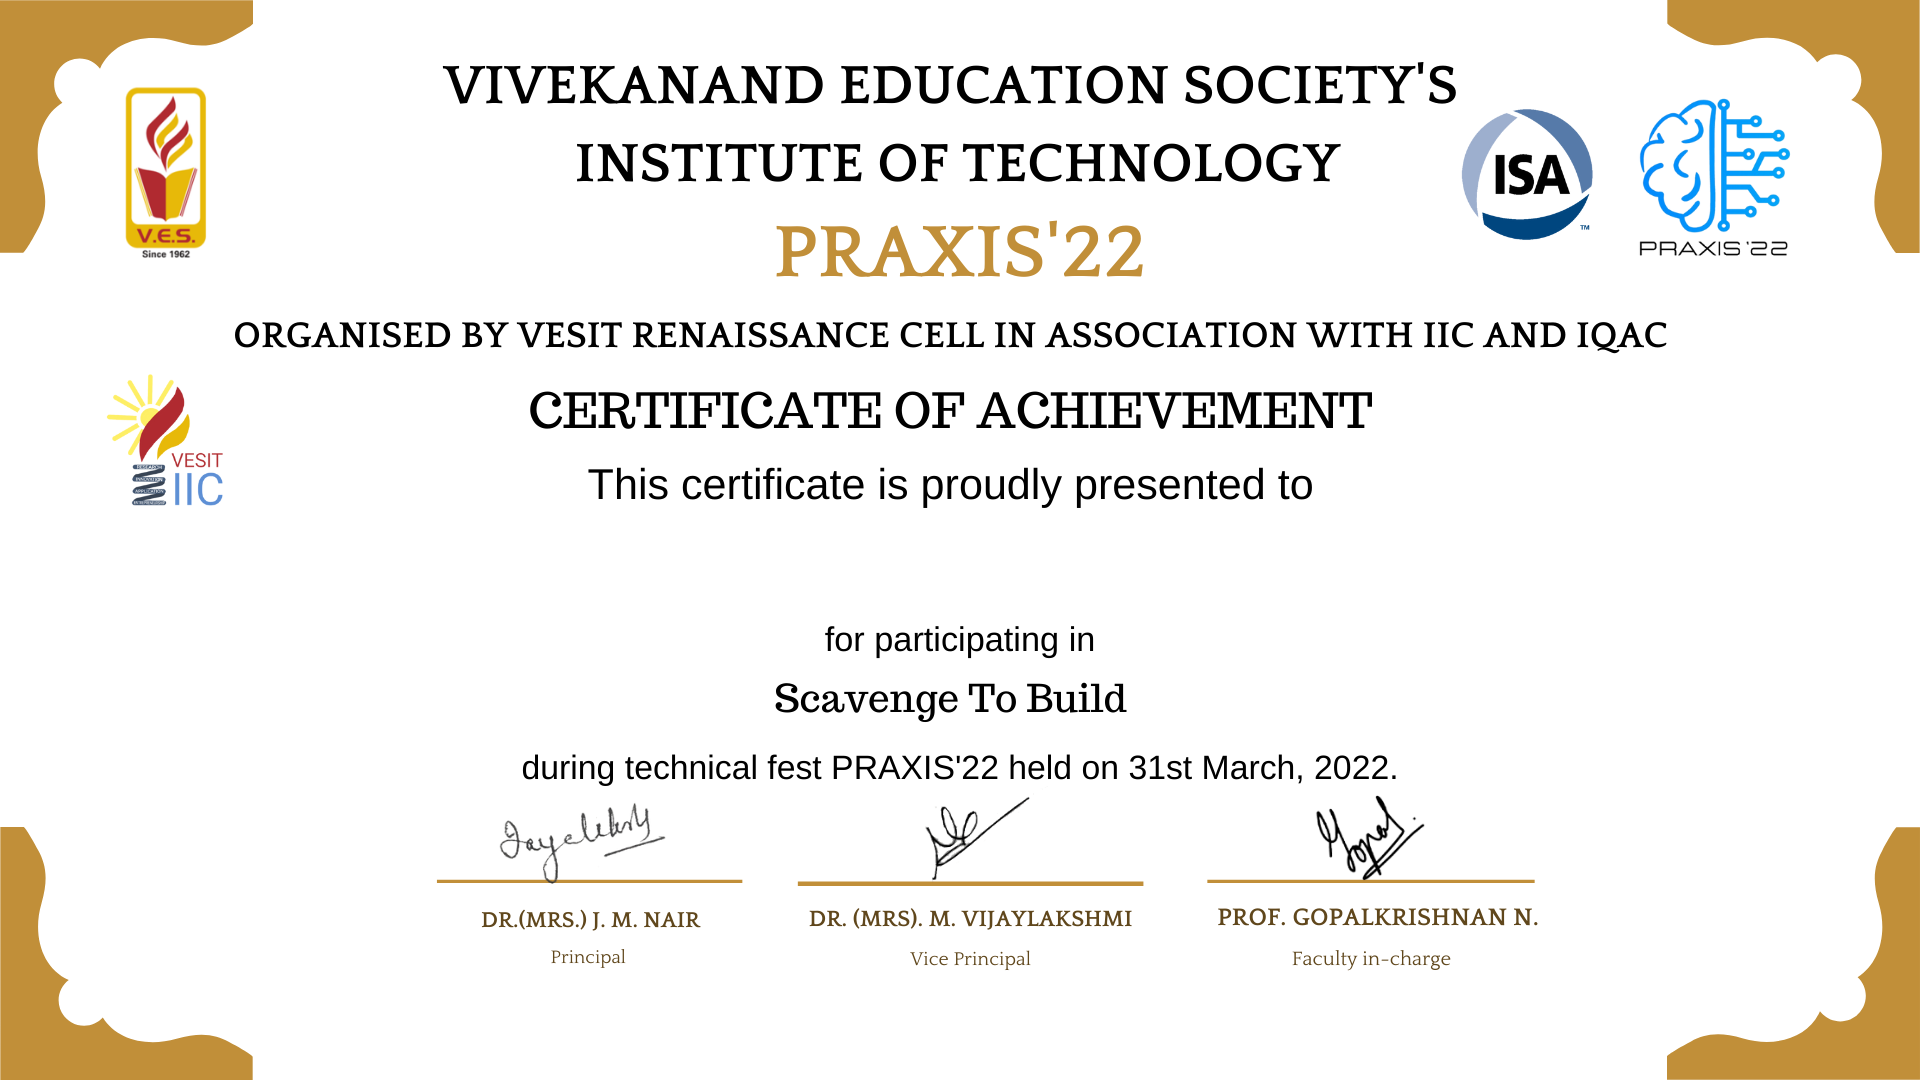 VIVEKANAND EDUCATION SOCIETY'S
INSTITUTE OF TECHNOLOGY
PRAXIS'22
V.E.S.
Since 1962
ISA
TM
PRAXIS'22
ORGANISED BY VESIT RENAISSANCE CELL IN ASSOCIATION WITH IIC AND IQAC
CERTIFICATE OF ACHIEVEMENT
VESIT
IIC
This certificate is proudly presented to
for participating in
Scavenge To Build
during technical fest PRAXIS'22 held on 31st March, 2022.
DR.(MRS.) J. M. NAIR
Principal
DR. (MRS). M. VIJAYLAKSHMI
Vice Principal
PROF. GOPALKRISHNAN N.
Faculty in-charge